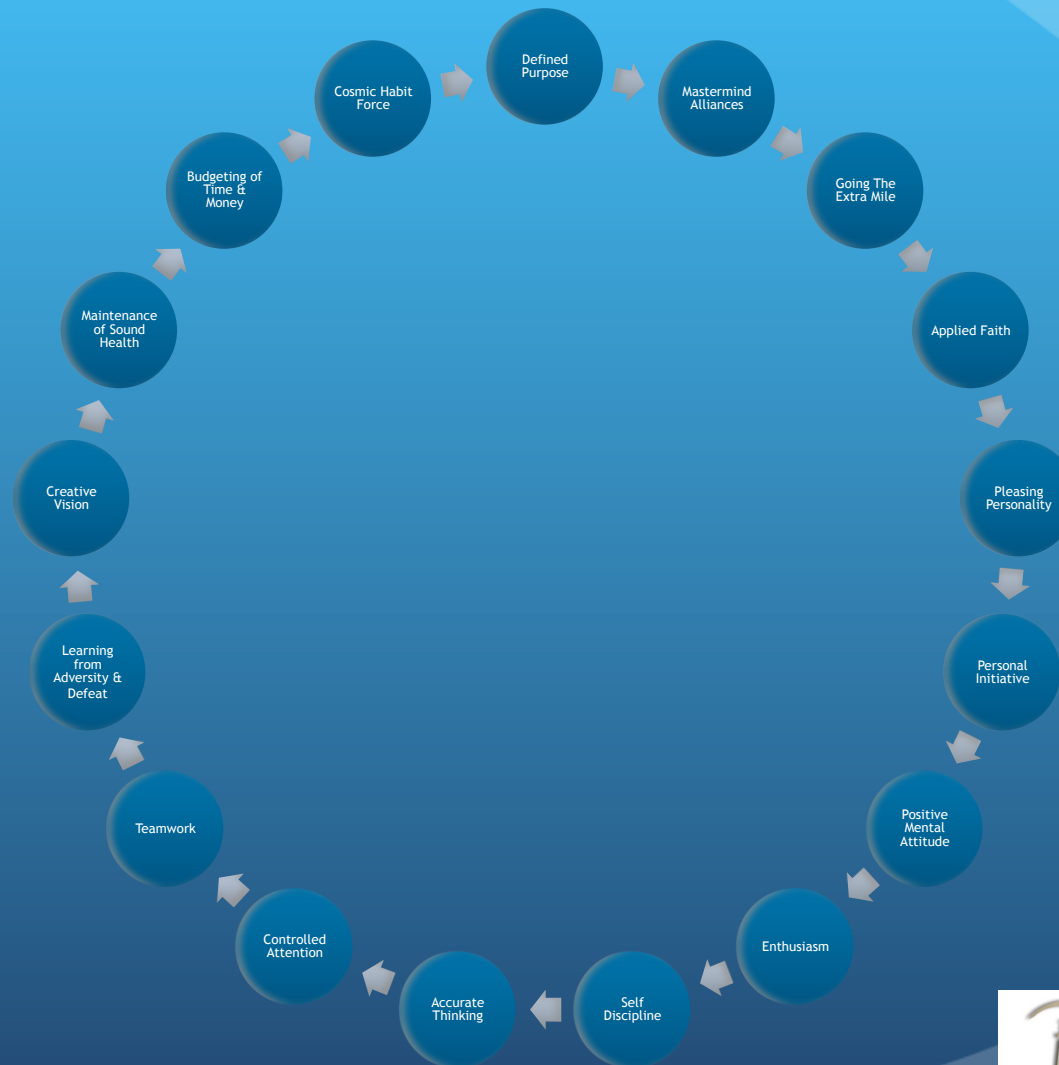 Defined
Purpose
Mastermind
Alliances
Going The
Extra Mile
Applied Faith
Pleasing
Personality
Personal
Initiative
Positive
Mental
Attitude
Enthusiasm
Self
Discipline
Accurate
Thinking
Controlled
Attention
Teamwork
Learning
from
Adversity &
Defeat
Creative
Vision
Maintenance
of Sound
Health
Budgeting of
Time &
Money
Cosmic Habit
Force